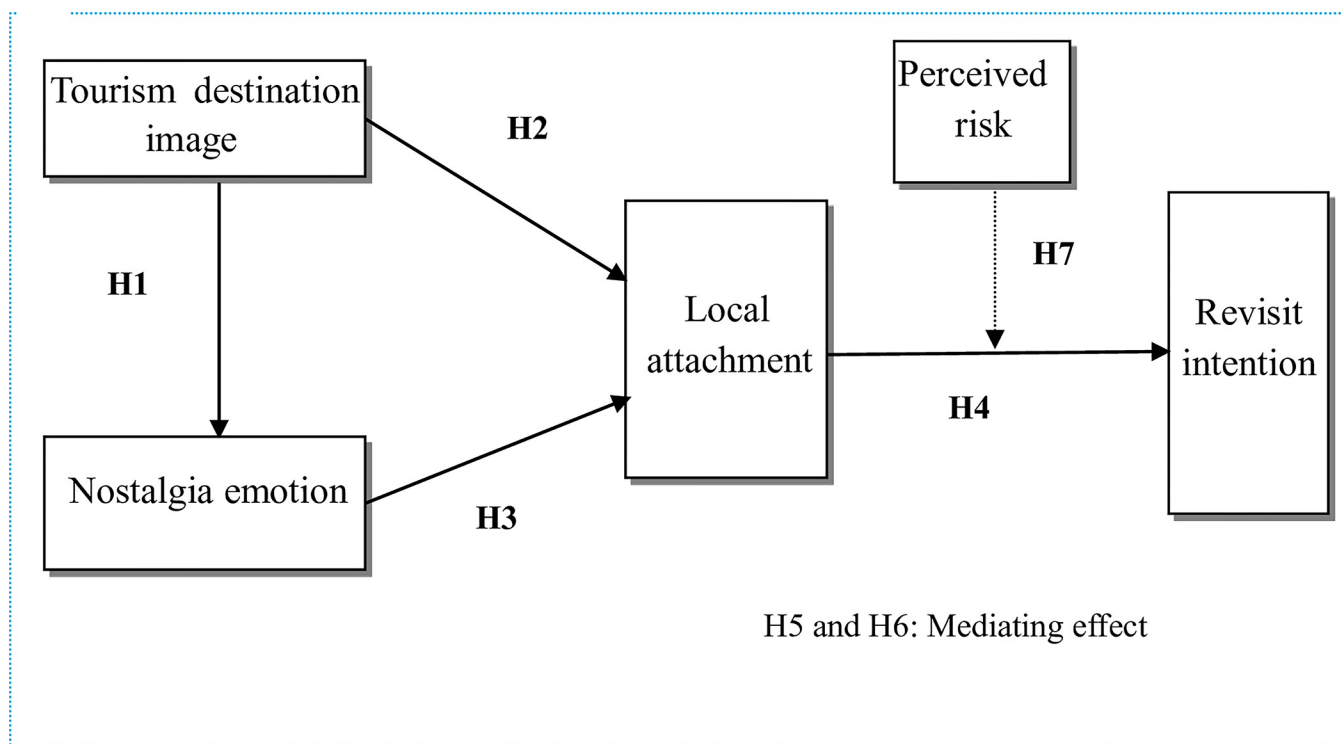 Tourism destination
image
Perceived
risk
H2
H7
H1
Local
attachment
Revisit
intention
H4
Nostalgia emotion
H3
H5 and H6: Mediating effect